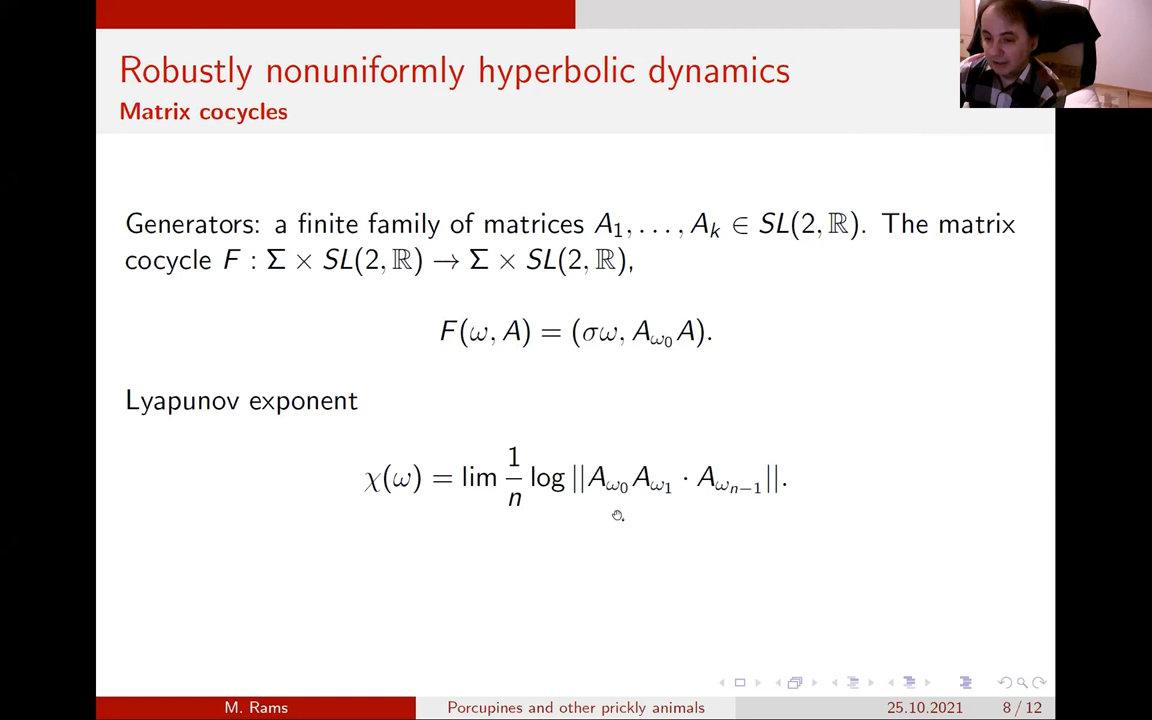 Robustly nonuniformly hyperbolic dynamics
Matrix cocycles
Generators: a finite family of matrices A₁, . . . , Aₖ ∈ SL(2, ℝ). The matrix
cocycle F : Σ × SL(2, ℝ) → Σ × SL(2, ℝ),
F(ω, A) = (σω, A_{ω₀}A).
Lyapunov exponent
χ(ω) = lim 1/n log ||A_{ω₀}A_{ω₁} · A_{ω_{n−1}}||.
M. Rams Porcupines and other prickly animals 25.10.2021 8 / 12